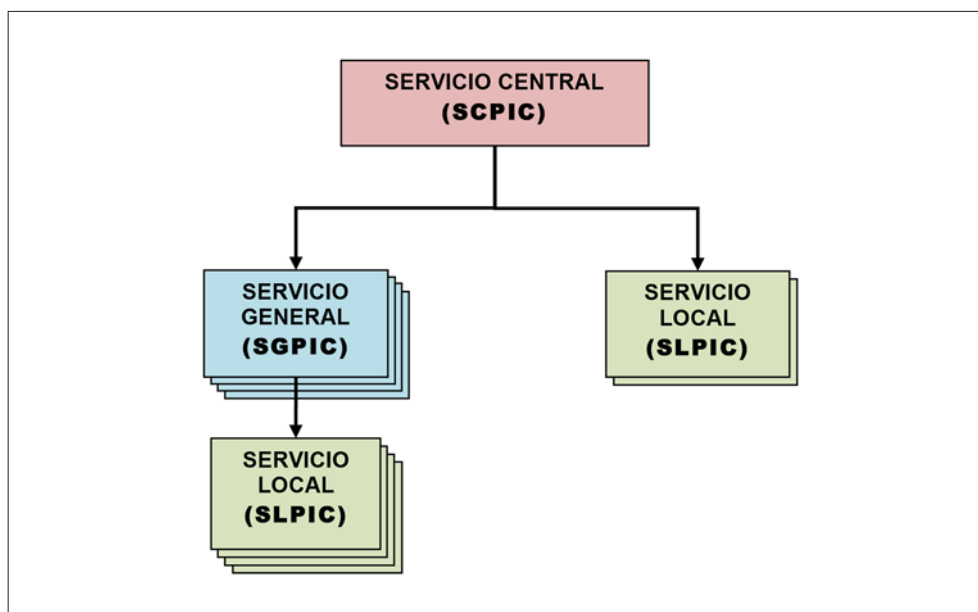 SERVICIO CENTRAL
(SCPIC)
SERVICIO
GENERAL
(SGPIC)
SERVICIO
LOCAL
(SLPIC)
SERVICIO
LOCAL
(SLPIC)